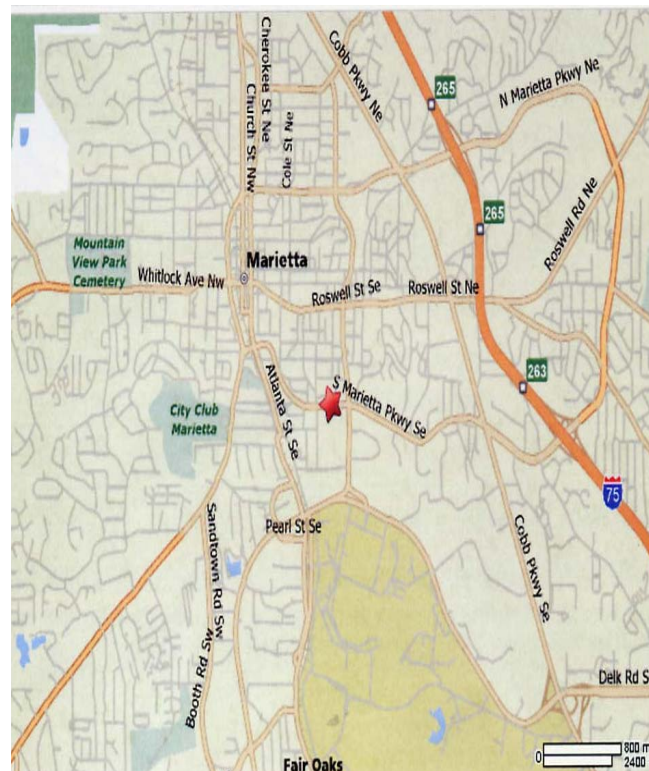 Cherokee St Ne
Cobb Pkwy Ne
265
N Marietta Pkwy Ne
Church St Nw
Cole St Ne
265
Roswell Rd Ne
Mountain
View Park
Cemetery
Marietta
Whitlock Ave Nw
Roswell St Se
Roswell St Ne
263
Atlanta St Se
S Marietta Pkwy Se
City Club
Marietta
75
Pearl St Se
Sandtown Rd Sw
Cobb Pkwy Se
Booth Rd Sw
Delk Rd S
Fair Oaks
0
800 m
2400